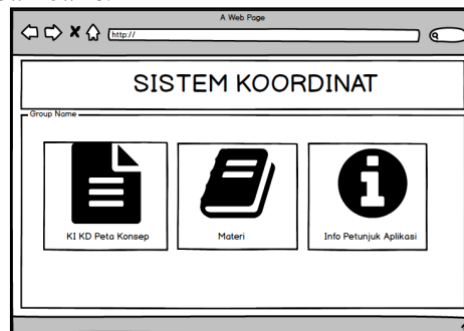 A Web Page
http://
SISTEM KOORDINAT
Group Name
KI KD Peta Konsep
Materi
Info Petunjuk Aplikasi